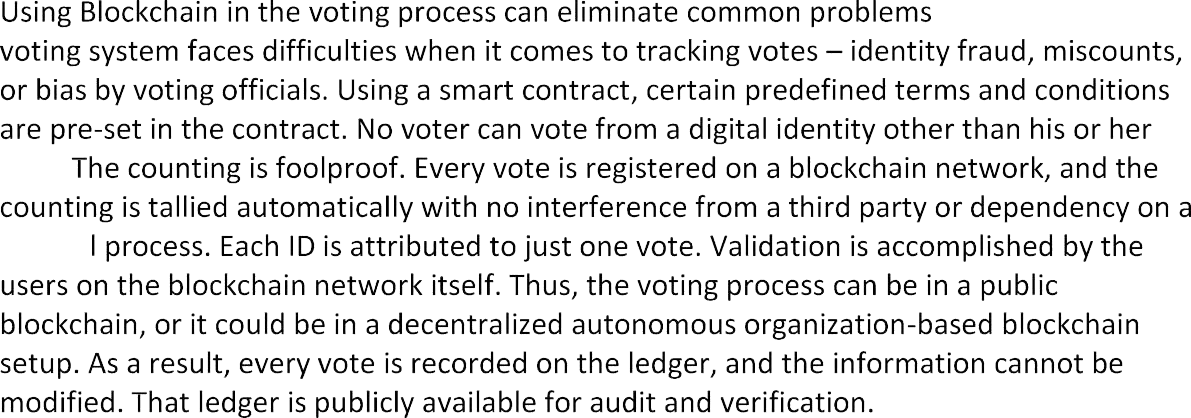 Using Blockchain in the voting process can eliminate common problems
voting system faces difficulties when it comes to tracking votes – identity fraud, miscounts,
or bias by voting officials. Using a smart contract, certain predefined terms and conditions
are pre-set in the contract. No voter can vote from a digital identity other than his or her
The counting is foolproof. Every vote is registered on a blockchain network, and the
counting is tallied automatically with no interference from a third party or dependency on a
l process. Each ID is attributed to just one vote. Validation is accomplished by the
users on the blockchain network itself. Thus, the voting process can be in a public
blockchain, or it could be in a decentralized autonomous organization-based blockchain
setup. As a result, every vote is recorded on the ledger, and the information cannot be
modified. That ledger is publicly available for audit and verification.